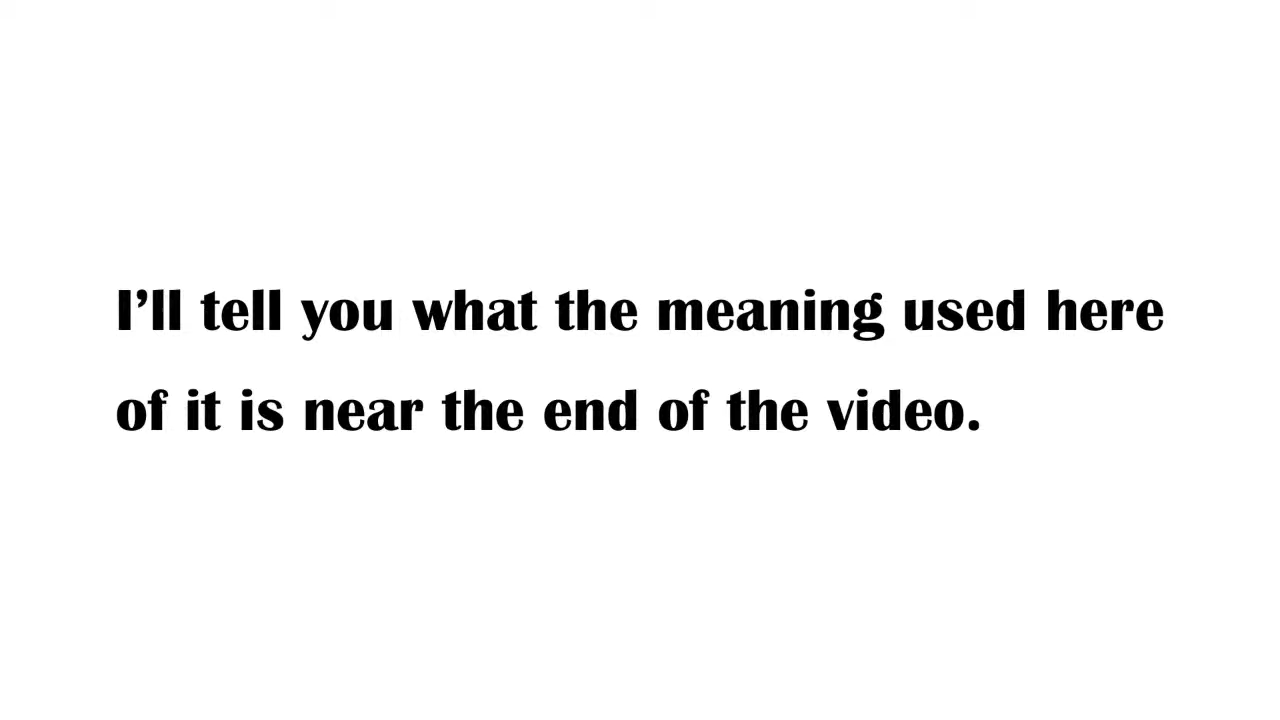 I’ll tell you what the meaning used here
of it is near the end of the video.